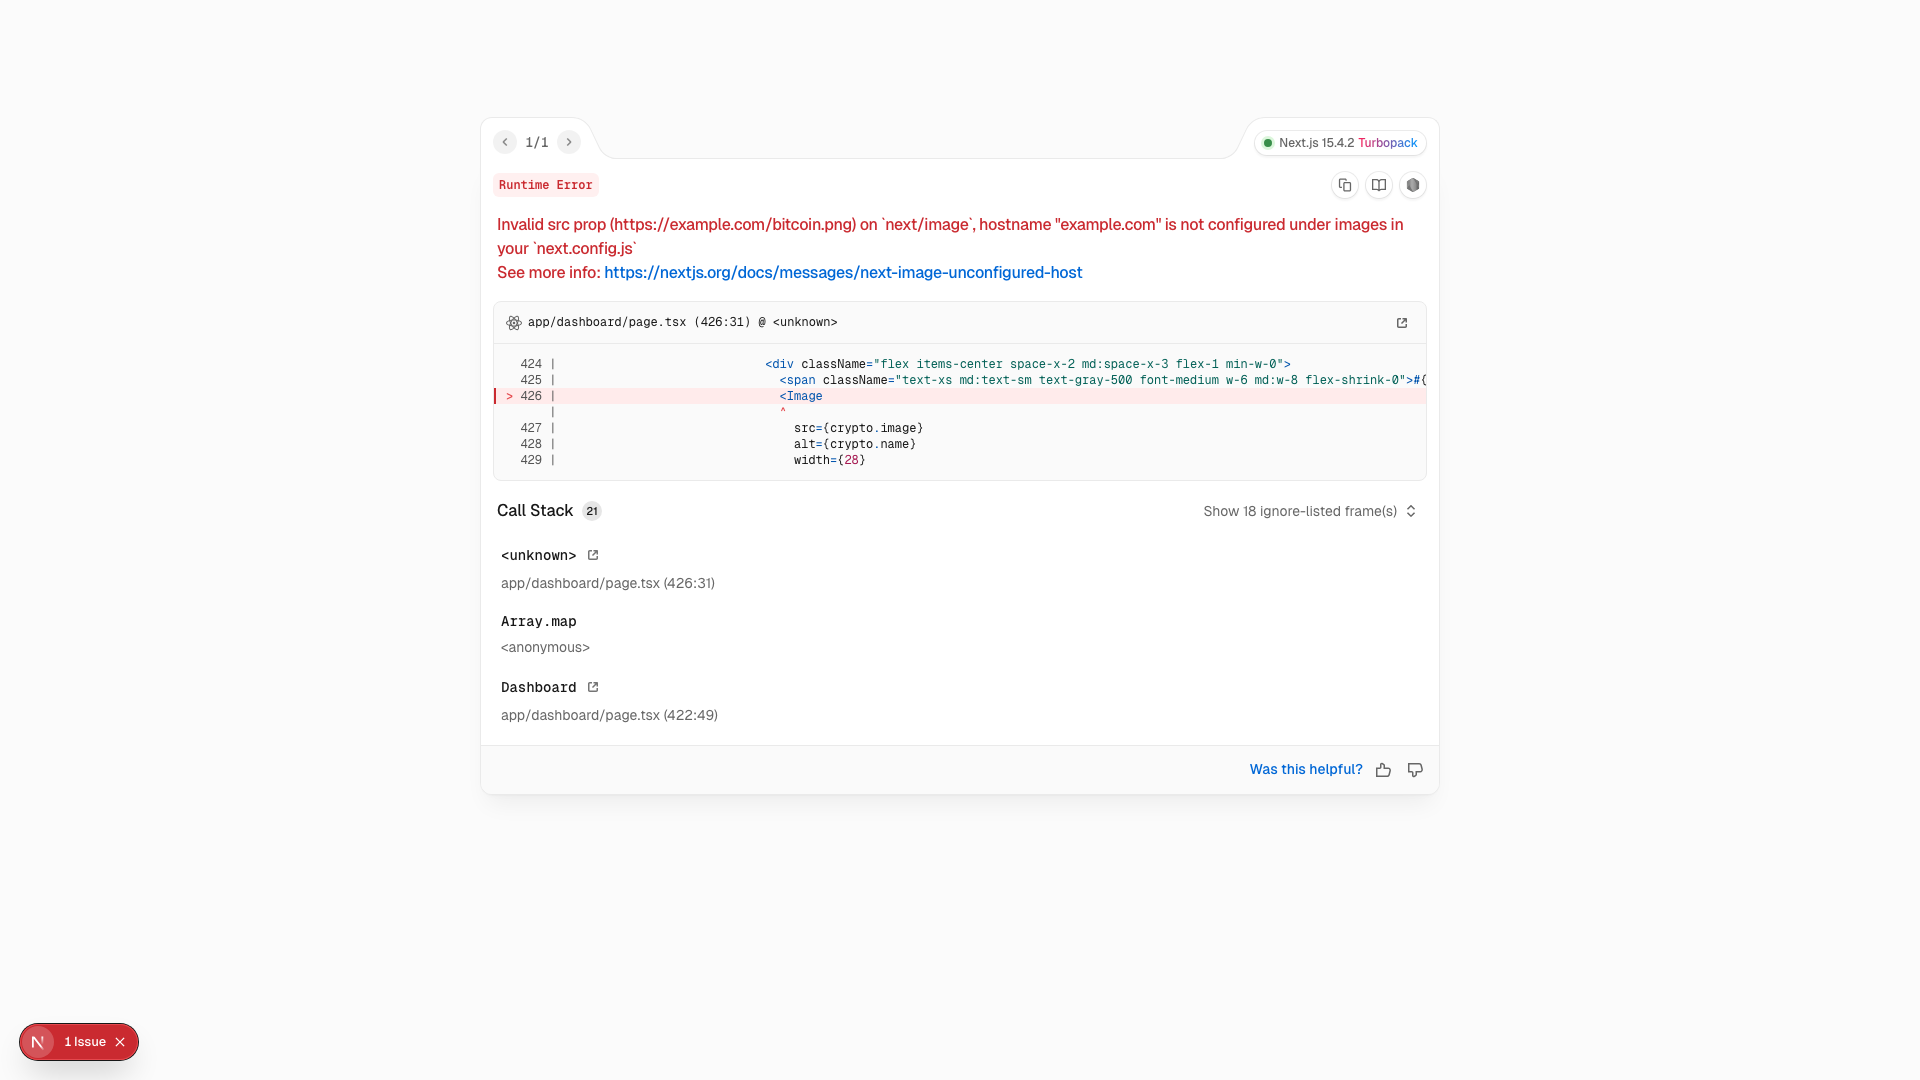 1/1
Next.js 15.4.2 Turbopack
Runtime Error
Invalid src prop (https://example.com/bitcoin.png) on `next/image`, hostname "example.com" is not configured under images in
your `next.config.js`
See more info: https://nextjs.org/docs/messages/next-image-unconfigured-host
app/dashboard/page.tsx (426:31) @ <unknown>
424 | <div className="flex items-center space-x-2 md:space-x-3 flex-1 min-w-0">
425 | <span className="text-xs md:text-sm text-gray-500 font-medium w-6 md:w-8 flex-shrink-0">#{
> 426 | <Image
| ^
427 | src={crypto.image}
428 | alt={crypto.name}
429 | width={28}
Call Stack 21
Show 18 ignore-listed frame(s)
<unknown>
app/dashboard/page.tsx (426:31)
Array.map
<anonymous>
Dashboard
app/dashboard/page.tsx (422:49)
Was this helpful?
N 1 Issue